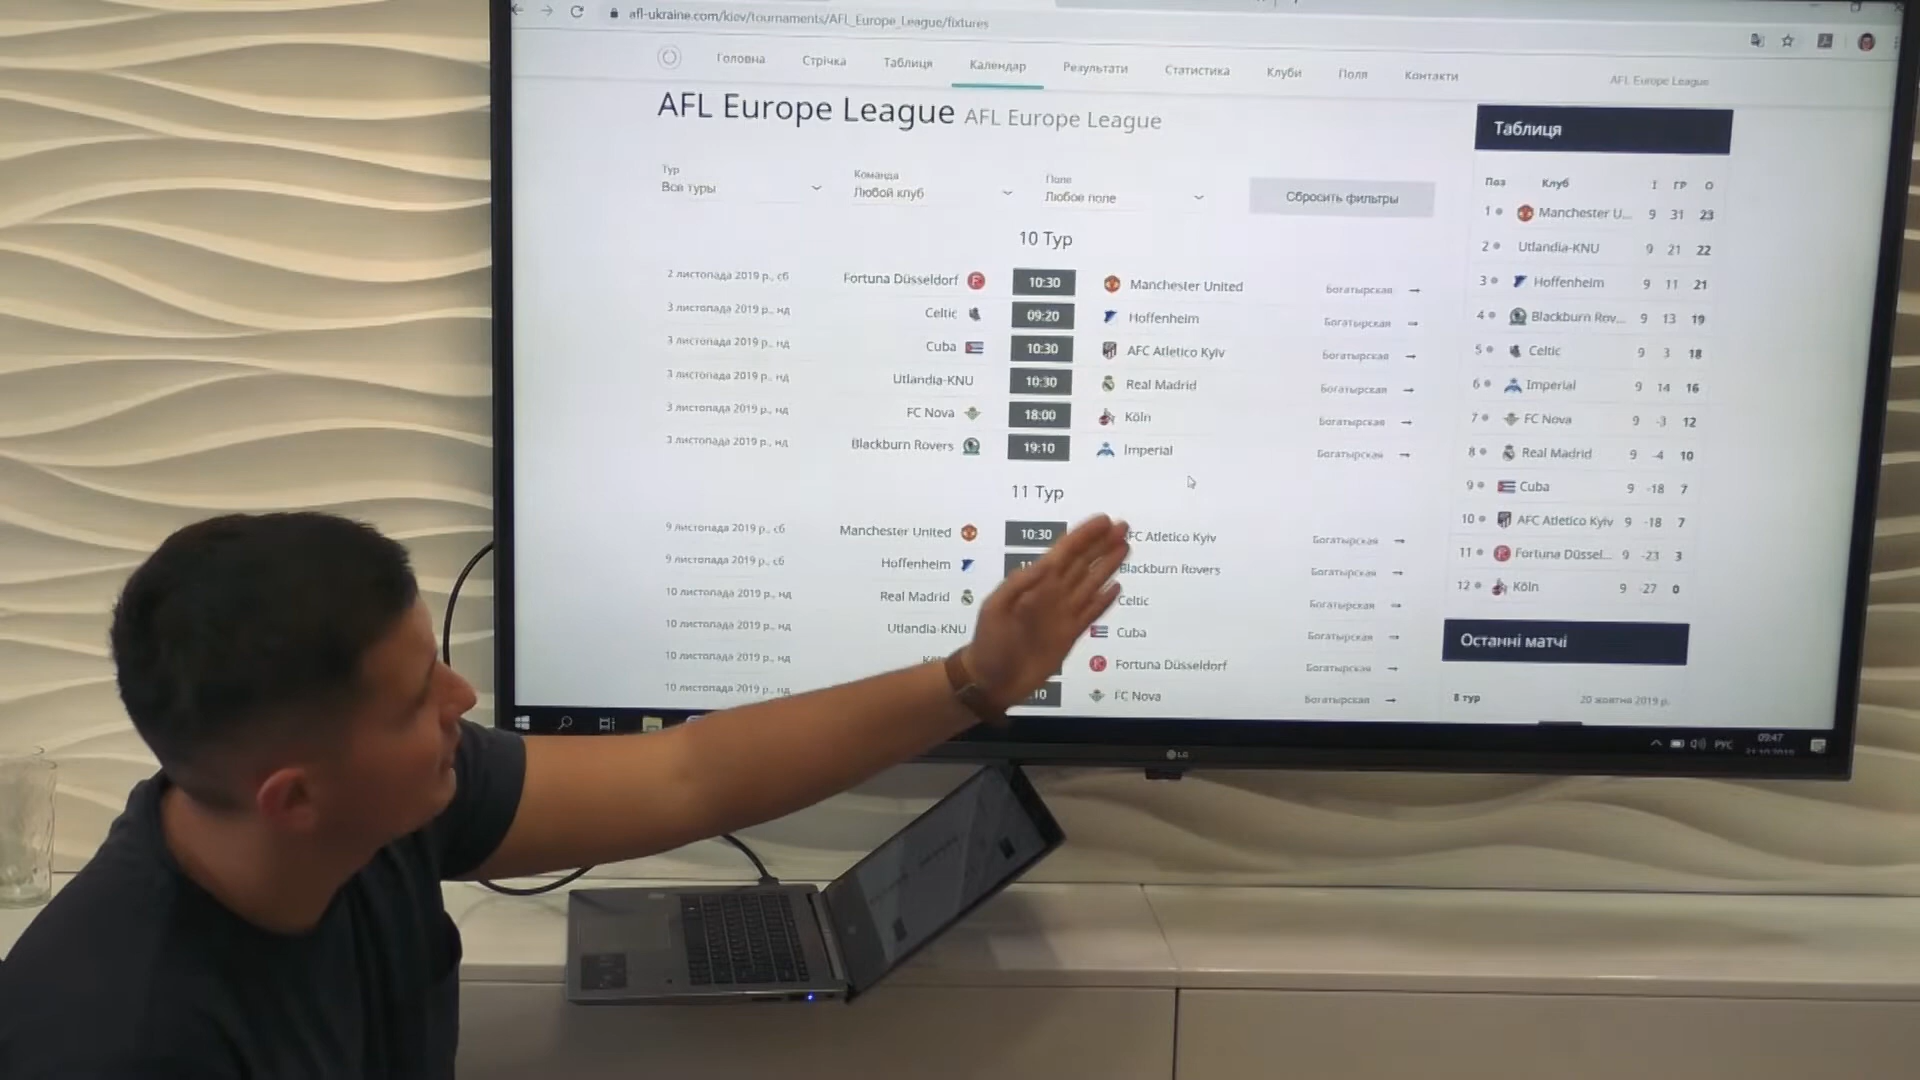 afl-ukraine.com/kiev/tournaments/AFL_Europe_League/fixtures
Головна Стрічка Таблиця Календар Результати Статистика Клуби Поля Контакти AFL Europe League
AFL Europe League AFL Europe League
Тур Команда Поле
Все туры Любой клуб Любое поле Сбросить фильтры
10 Тур
2 листопада 2019 р., сб Fortuna Düsseldorf 10:30 Manchester United Богатырская →
3 листопада 2019 р., нд Celtic 09:20 Hoffenheim Богатырская →
3 листопада 2019 р., нд Cuba 10:30 AFC Atletico Kyiv Богатырская →
3 листопада 2019 р., нд Utlandia-KNU 10:30 Real Madrid Богатырская →
3 листопада 2019 р., нд FC Nova 18:00 Köln Богатырская →
3 листопада 2019 р., нд Blackburn Rovers 19:10 Imperial Богатырская →
11 Тур
9 листопада 2019 р., сб Manchester United 10:30 FC Atletico Kyiv Богатырская →
9 листопада 2019 р., сб Hoffenheim Blackburn Rovers Богатырская →
10 листопада 2019 р., нд Real Madrid Celtic Богатырская →
10 листопада 2019 р., нд Utlandia-KNU Cuba Богатырская →
10 листопада 2019 р., нд Fortuna Düsseldorf Богатырская →
10 листопада 2019 р., нд :10 FC Nova Богатырская →
Таблиця
Поз Клуб І ГР О
1 Manchester U... 9 31 23
2 Utlandia-KNU 9 21 22
3 Hoffenheim 9 11 21
4 Blackburn Rov... 9 13 19
5 Celtic 9 3 18
6 Imperial 9 14 16
7 FC Nova 9 -3 12
8 Real Madrid 9 -4 10
9 Cuba 9 -18 7
10 AFC Atletico Kyiv 9 -18 7
11 Fortuna Düssel... 9 -23 3
12 Köln 9 -27 0
Останні матчі
8 тур 20 жовтня 2019 р.
РУС 09:47
LG